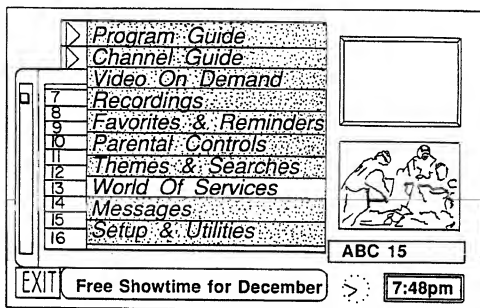 Program Guide
Channel Guide
Video On Demand
7
Recordings
8
Favorites & Reminders
9
10
Parental Controls
11
Themes & Searches
12
13
World Of Services
14
Messages
15
Setup & Utilities
16
ABC 15
EXIT
Free Showtime for December
7:48pm